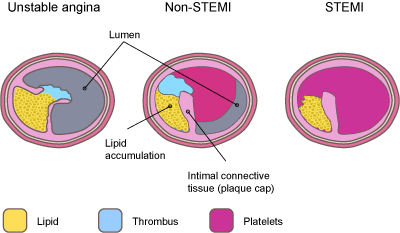 Unstable angina
Non-STEMI
STEMI
Lumen
Lipid
accumulation
Intimal connective
tissue (plaque cap)
Lipid
Thrombus
Platelets